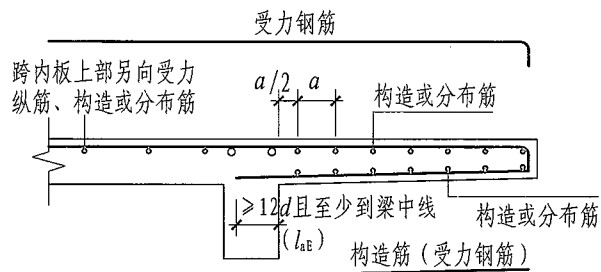 受力钢筋
跨内板上部另向受力
纵筋、构造或分布筋
a/2
a
构造或分布筋
≥12d且至少到梁中线
(laE)
构造或分布筋
构造筋(受力钢筋)